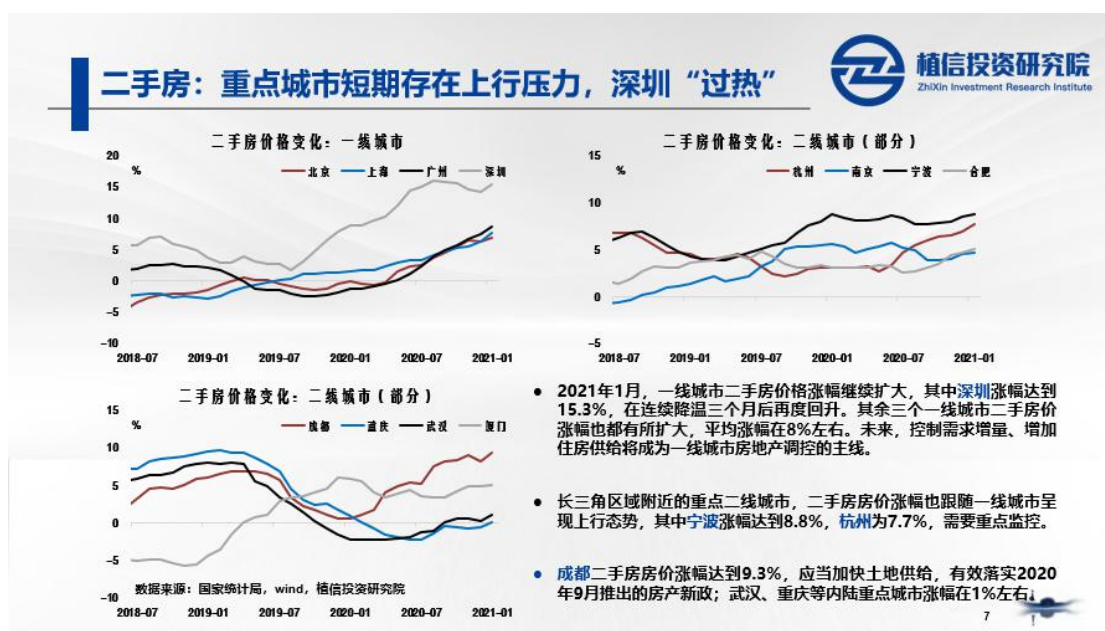 二手房：重点城市短期存在上行压力，深圳“过热”
植信投资研究院
ZhiXin Investment Research Institute
二手房价格变化：一线城市
%
北京 上海 广州 深圳
20
15
10
5
0
-5
-10
2018-07 2019-01 2019-07 2020-01 2020-07 2021-01
二手房价格变化：二线城市（部分）
%
杭州 南京 宁波 合肥
15
10
5
0
-5
2018-07 2019-01 2019-07 2020-01 2020-07 2021-01
二手房价格变化：二线城市（部分）
%
成都 重庆 武汉 厦门
15
10
5
0
-5
-10
数据来源：国家统计局，wind，植信投资研究院
2018-07 2019-01 2019-07 2020-01 2020-07 2021-01
● 2021年1月，一线城市二手房价格涨幅继续扩大，其中深圳涨幅达到
15.3%，在连续降温三个月后再度回升。其余三个一线城市二手房价
涨幅也都有所扩大，平均涨幅在8%左右。未来，控制需求增量、增加
住房供给将成为一线城市房地产调控的主线。
● 长三角区域附近的重点二线城市，二手房房价涨幅也跟随一线城市呈
现上行态势，其中宁波涨幅达到8.8%，杭州为7.7%，需要重点监控。
● 成都二手房房价涨幅达到9.3%，应当加快土地供给，有效落实2020
年9月推出的房产新政；武汉、重庆等内陆重点城市涨幅在1%左右。
7